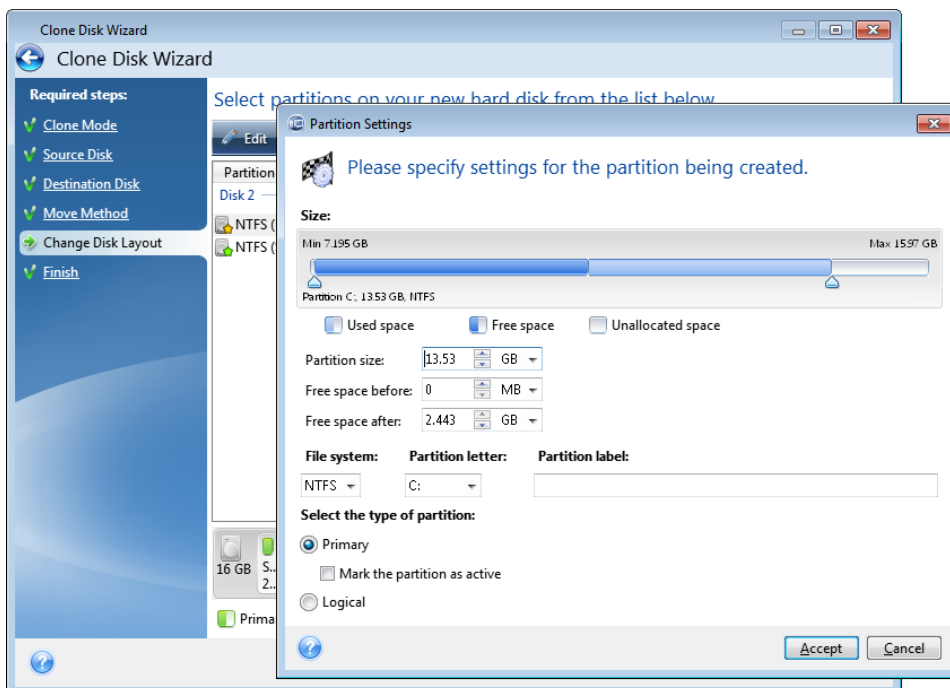 Clone Disk Wizard
Clone Disk Wizard
Required steps:
Clone Mode
Source Disk
Destination Disk
Move Method
Change Disk Layout
Finish
Select partitions on your new hard disk from the list below
Edit
Partition
Disk 2
NTFS (
NTFS (
16 GB
S..
2..
Prima
Partition Settings
Please specify settings for the partition being created.
Size:
Min 7.195 GB
Max 15.97 GB
Partition C:, 13.53 GB, NTFS
Used space Free space Unallocated space
Partition size: 13.53 GB
Free space before: 0 MB
Free space after: 2.443 GB
File system: Partition letter: Partition label:
NTFS C:
Select the type of partition:
Primary
Mark the partition as active
Logical
Accept Cancel